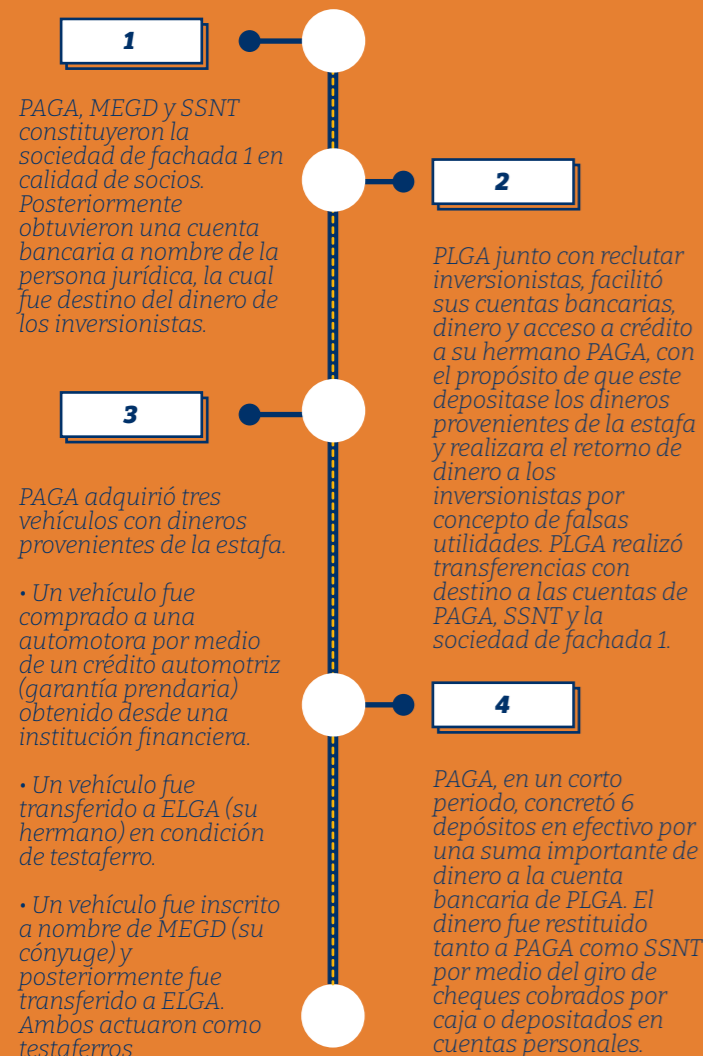 1
PAGA, MEGD y SSNT
constituyeron la
sociedad de fachada 1 en
calidad de socios.
Posteriormente
obtuvieron una cuenta
bancaria a nombre de la
persona jurídica, la cual
fue destino del dinero de
los inversionistas.
2
PLGA junto con reclutar
inversionistas, facilitó
sus cuentas bancarias,
dinero y acceso a crédito
a su hermano PAGA, con
el propósito de que este
depositase los dineros
provenientes de la estafa
y realizara el retorno de
dinero a los
inversionistas por
concepto de falsas
utilidades. PLGA realizó
transferencias con
destino a las cuentas de
PAGA, SSNT y la
sociedad de fachada 1.
3
PAGA adquirió tres
vehículos con dineros
provenientes de la estafa.
• Un vehículo fue
comprado a una
automotora por medio
de un crédito automotriz
(garantía prendaria)
obtenido desde una
institución financiera.
• Un vehículo fue
transferido a ELGA (su
hermano) en condición
de testaferro.
• Un vehículo fue inscrito
a nombre de MEGD (su
cónyuge) y
posteriormente fue
transferido a ELGA.
Ambos actuaron como
testaferros
4
PAGA, en un corto
periodo, concretó 6
depósitos en efectivo por
una suma importante de
dinero a la cuenta
bancaria de PLGA. El
dinero fue restituido
tanto a PAGA como SSNT
por medio del giro de
cheques cobrados por
caja o depositados en
cuentas personales.